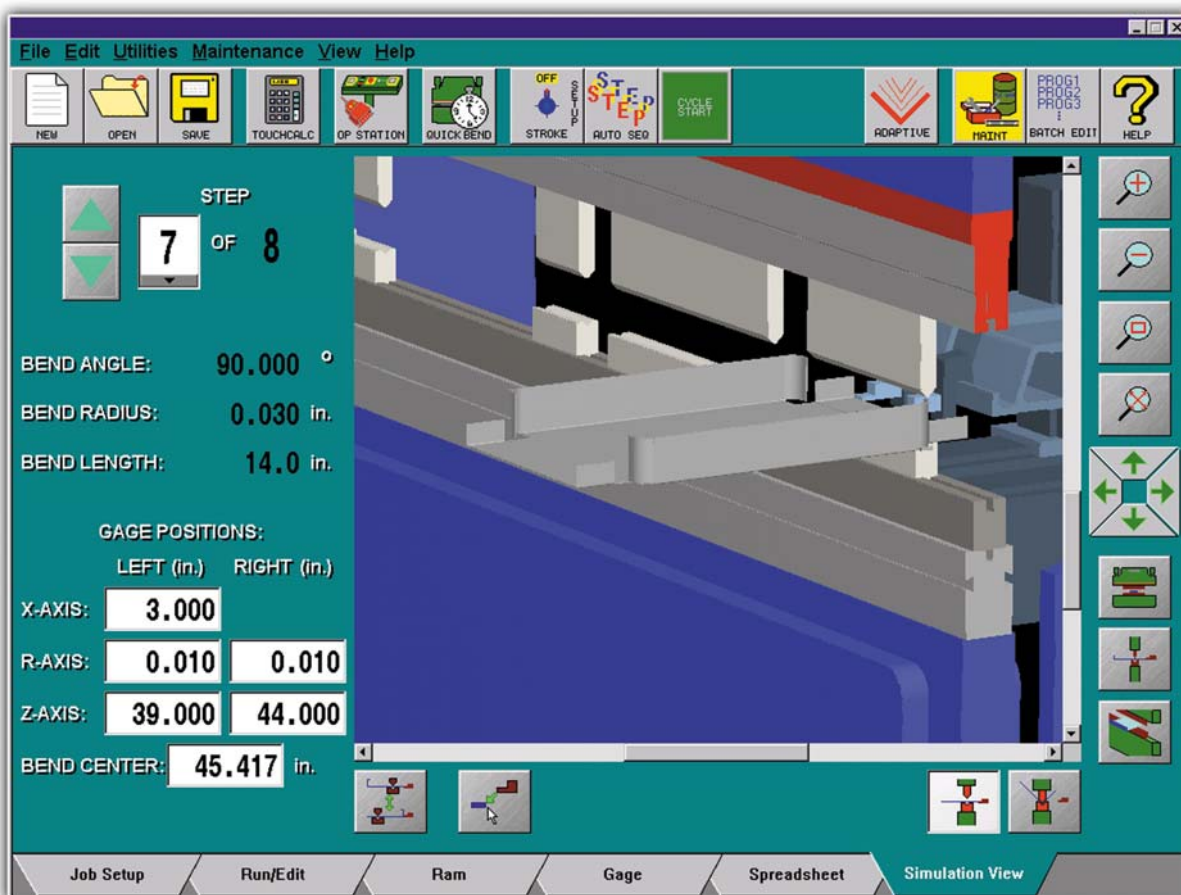 File Edit Utilities Maintenance View Help
NEW
OPEN
SAVE
TOUCHCALC
OP STATION
QUICK BEND
OFF
SETUP
STROKE
STEP
STEP
AUTO SEQ
CYCLE
START
ADAPTIVE
MAINT
PROG1
PROG2
PROG3
BATCH EDIT
?
HELP
STEP
7 OF 8
BEND ANGLE: 90.000 °
BEND RADIUS: 0.030 in.
BEND LENGTH: 14.0 in.
GAGE POSITIONS:
LEFT (in.) RIGHT (in.)
X-AXIS: 3.000
R-AXIS: 0.010 0.010
Z-AXIS: 39.000 44.000
BEND CENTER: 45.417 in.
Job Setup Run/Edit Ram Gage Spreadsheet Simulation View